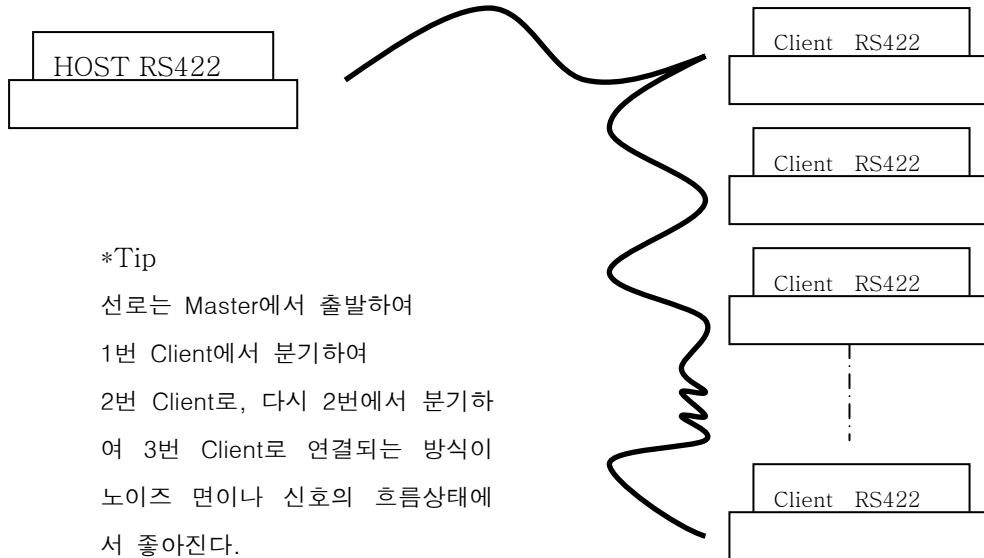 HOST RS422
Client RS422
Client RS422
Client RS422
Client RS422
*Tip
선로는 Master에서 출발하여
1번 Client에서 분기하여
2번 Client로, 다시 2번에서 분기하
여 3번 Client로 연결되는 방식이
노이즈 면이나 신호의 흐름상태에
서 좋아진다.